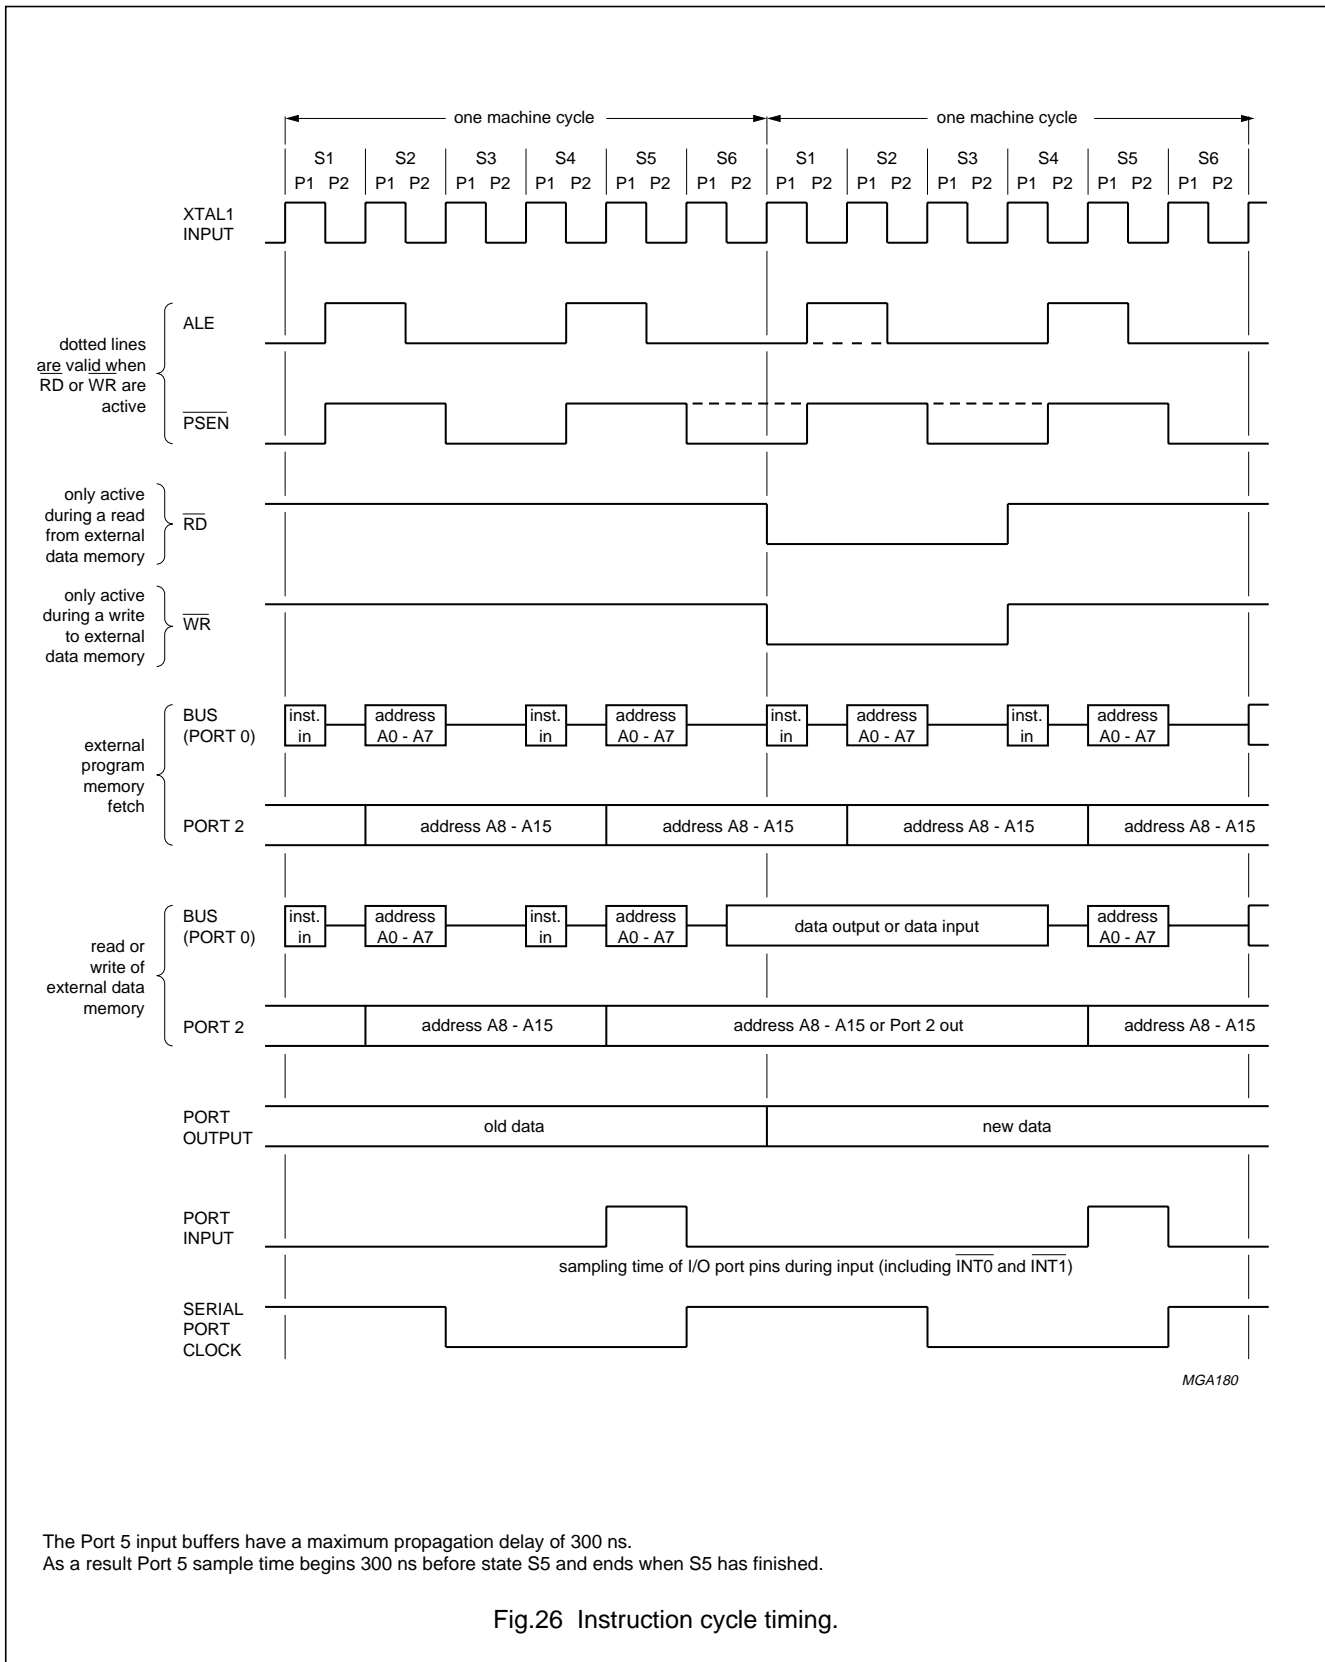 one machine cycle one machine cycle
S1 S2 S3 S4 S5 S6 S1 S2 S3 S4 S5 S6
P1 P2 P1 P2 P1 P2 P1 P2 P1 P2 P1 P2 P1 P2 P1 P2 P1 P2 P1 P2 P1 P2 P1 P2
XTAL1
INPUT
dotted lines
are valid when
RD or WR are
active
ALE
PSEN
only active
during a read
from external
data memory
RD
only active
during a write
to external
data memory
WR
external
program
memory
fetch
BUS
(PORT 0)
inst. address inst. address inst. address inst. address
in A0 - A7 in A0 - A7 in A0 - A7 in A0 - A7
PORT 2
address A8 - A15 address A8 - A15 address A8 - A15 address A8 - A15
read or
write of
external data
memory
BUS
(PORT 0)
inst. address inst. address data output or data input address
in A0 - A7 in A0 - A7 A0 - A7
PORT 2
address A8 - A15 address A8 - A15 or Port 2 out address A8 - A15
PORT
OUTPUT
old data new data
PORT
INPUT
sampling time of I/O port pins during input (including INT0 and INT1)
SERIAL
PORT
CLOCK
MGA180
The Port 5 input buffers have a maximum propagation delay of 300 ns.
As a result Port 5 sample time begins 300 ns before state S5 and ends when S5 has finished.
Fig.26 Instruction cycle timing.